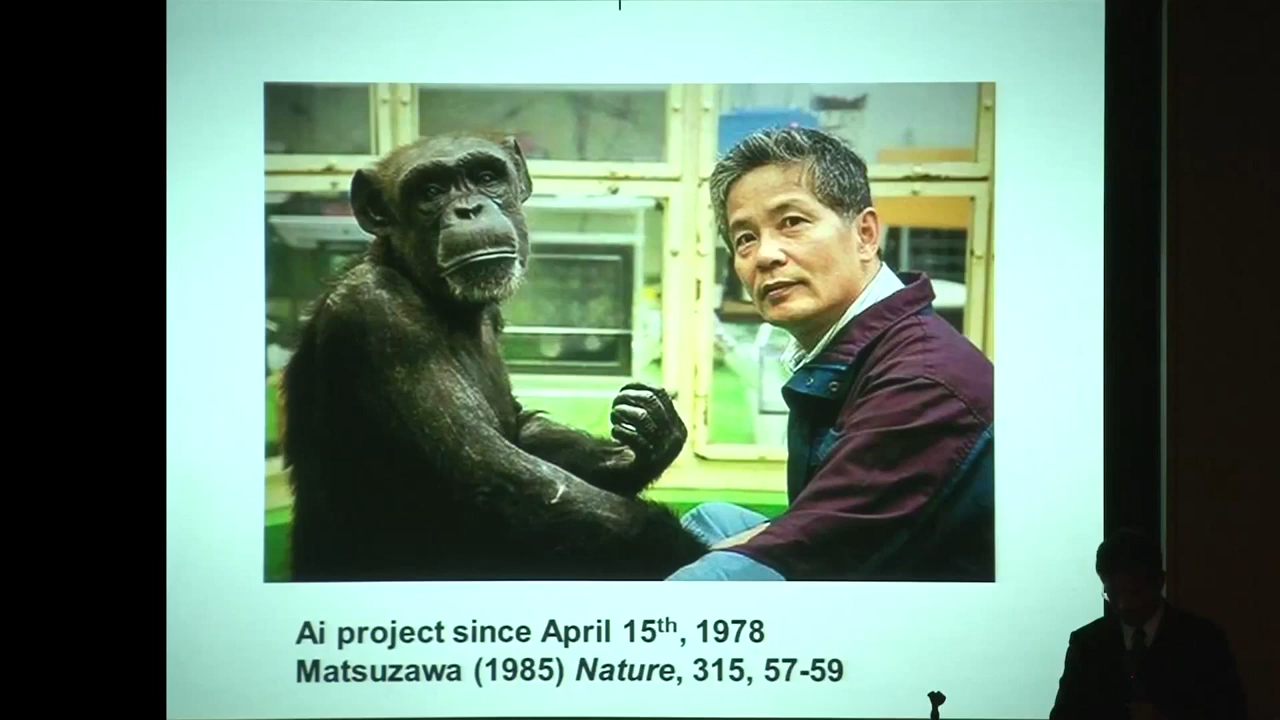 Ai project since April 15th, 1978
Matsuzawa (1985) Nature, 315, 57-59